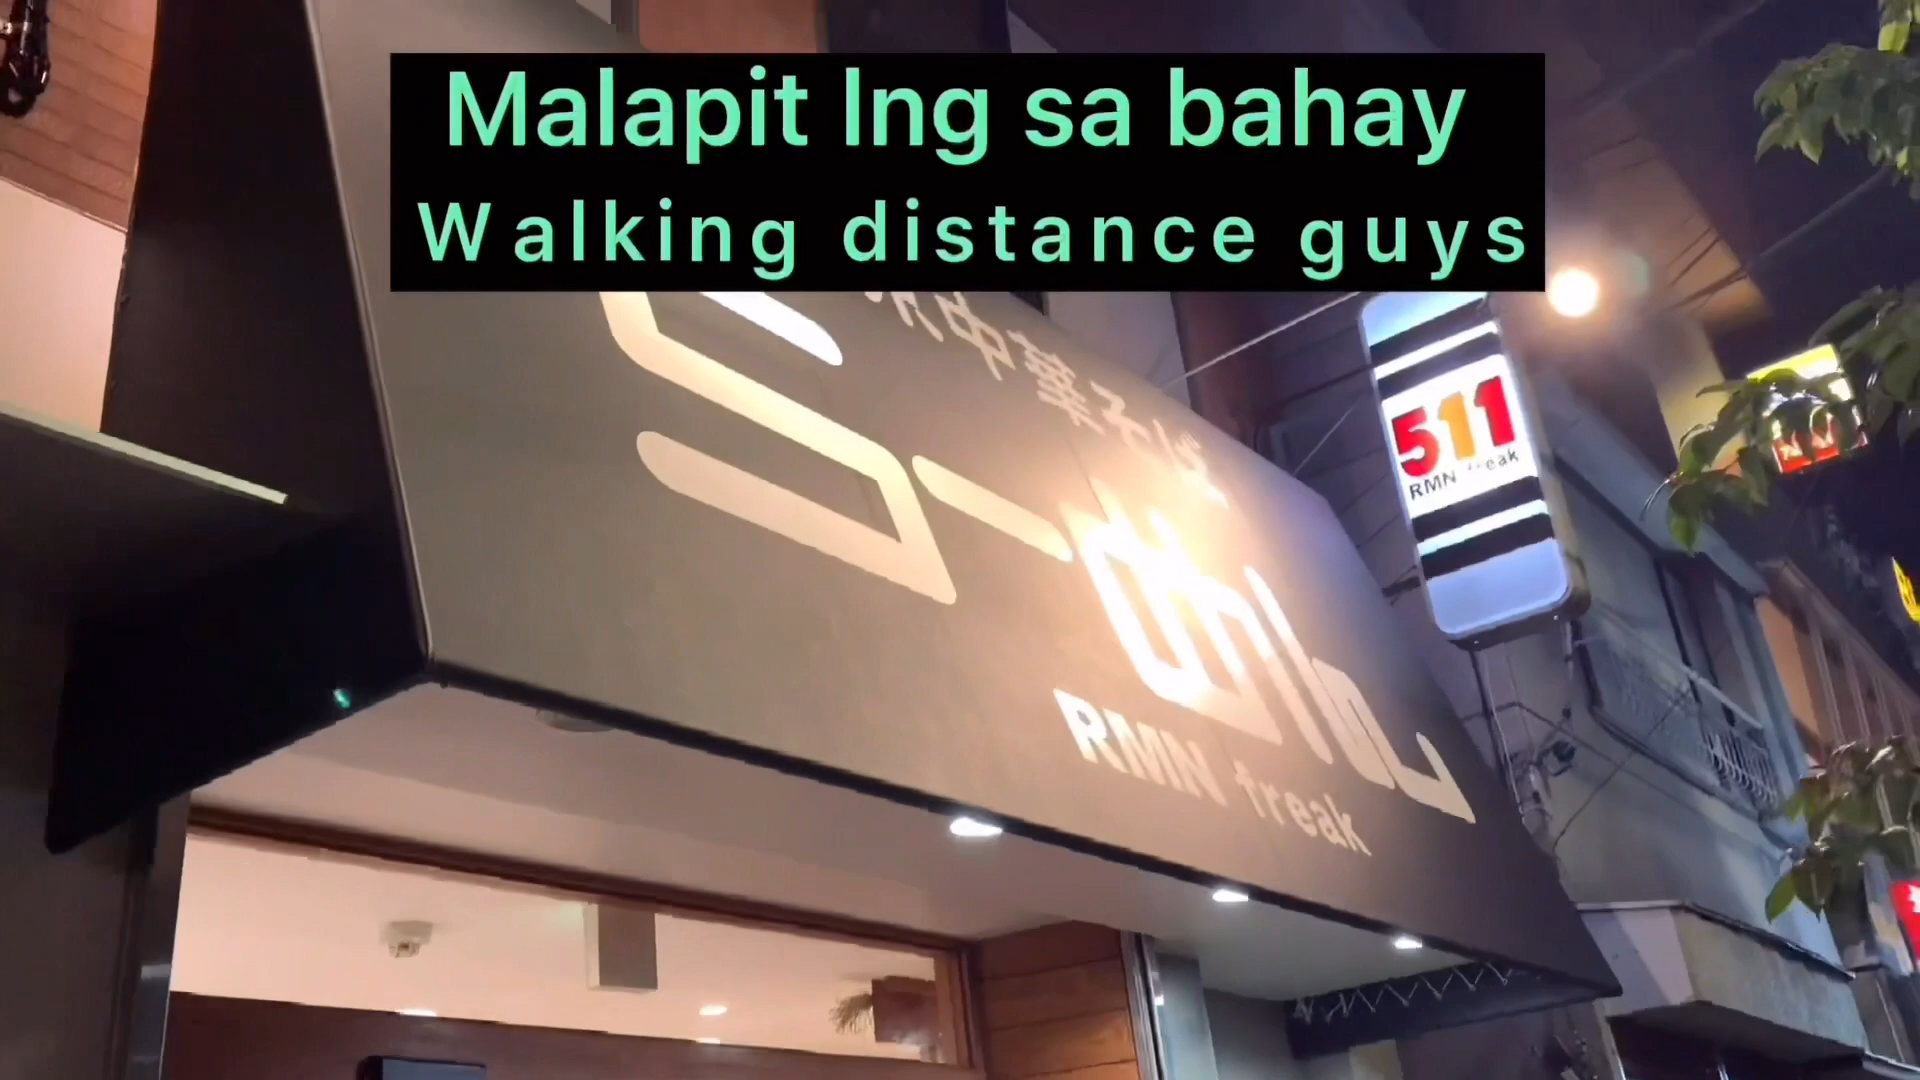 Malapit lng sa bahay
Walking distance guys
中華そば
511
RMN freak
RMN freak